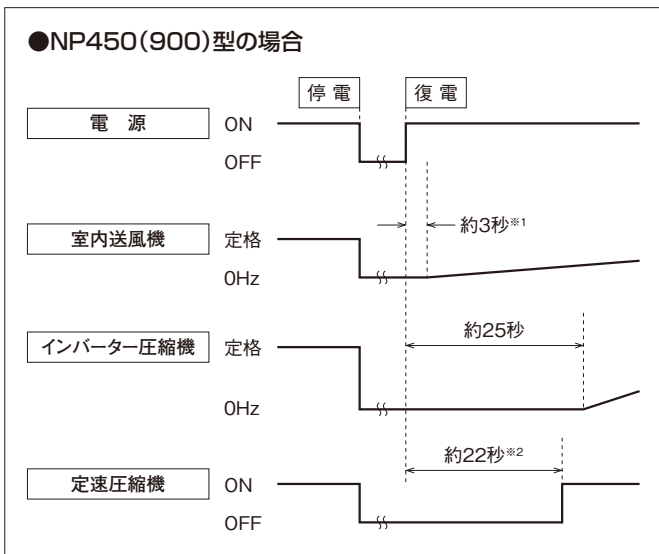 ●NP450(900)型の場合
停電
復電
電 源
ON
OFF
約3秒※1
室内送風機
定格
0Hz
約25秒
インバーター圧縮機
定格
0Hz
約22秒※2
定速圧縮機
ON
OFF